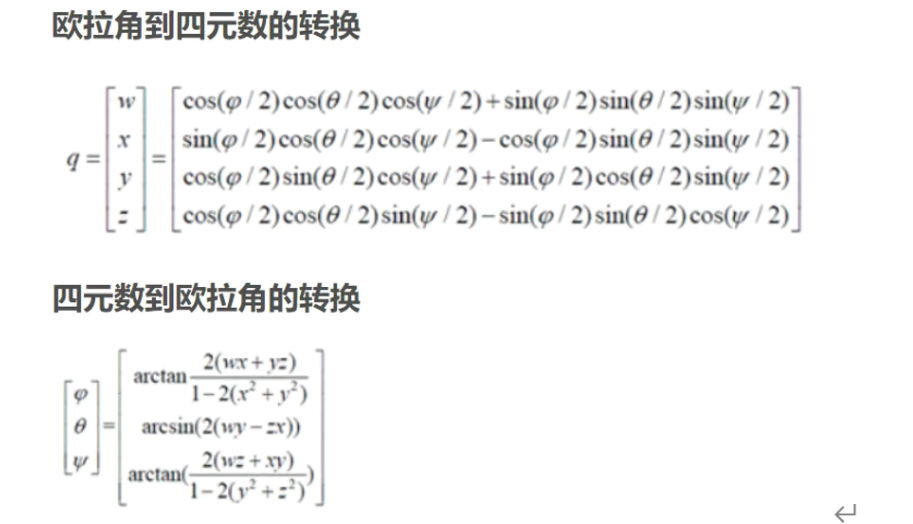 欧拉角到四元数的转换
q = [w x y z] = [cos(φ / 2)cos(θ / 2)cos(ψ / 2)+sin(φ / 2)sin(θ / 2)sin(ψ / 2)
sin(φ / 2)cos(θ / 2)cos(ψ / 2)−cos(φ / 2)sin(θ / 2)sin(ψ / 2)
cos(φ / 2)sin(θ / 2)cos(ψ / 2)+sin(φ / 2)cos(θ / 2)sin(ψ / 2)
cos(φ / 2)cos(θ / 2)sin(ψ / 2)−sin(φ / 2)sin(θ / 2)cos(ψ / 2)]
四元数到欧拉角的转换
[φ θ ψ] = [arctan 2(wx + yz) / 1−2(x² + y²)
arcsin(2(wy − zx))
arctan(2(wz + xy) / 1−2(y² + z²))]